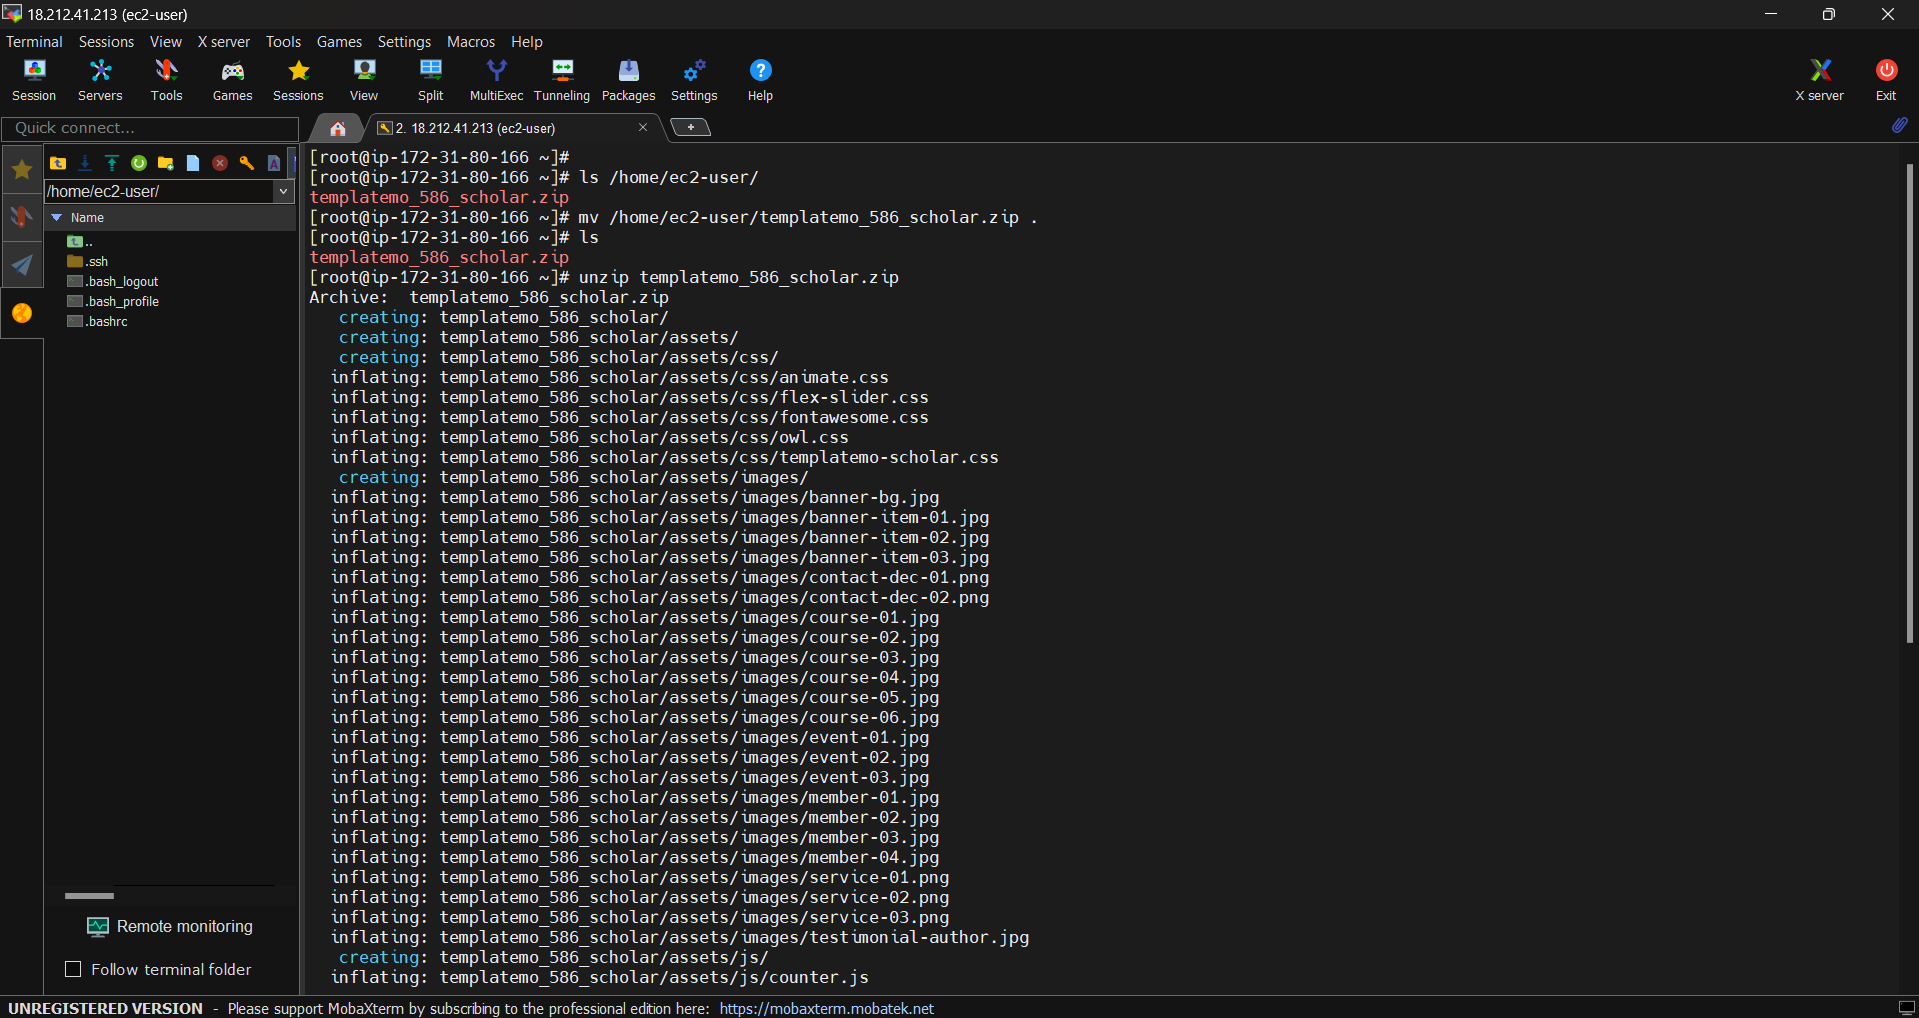 18.212.41.213 (ec2-user)
Terminal Sessions View X server Tools Games Settings Macros Help
Session Servers Tools Games Sessions View Split MultiExec Tunneling Packages Settings Help X server Exit
Quick connect...
2. 18.212.41.213 (ec2-user)
/home/ec2-user/
Name
..
.ssh
.bash_logout
.bash_profile
.bashrc
Remote monitoring
Follow terminal folder
[root@ip-172-31-80-166 ~]#
[root@ip-172-31-80-166 ~]# ls /home/ec2-user/
templatemo_586_scholar.zip
[root@ip-172-31-80-166 ~]# mv /home/ec2-user/templatemo_586_scholar.zip .
[root@ip-172-31-80-166 ~]# ls
templatemo_586_scholar.zip
[root@ip-172-31-80-166 ~]# unzip templatemo_586_scholar.zip
Archive:  templatemo_586_scholar.zip
creating: templatemo_586_scholar/
creating: templatemo_586_scholar/assets/
creating: templatemo_586_scholar/assets/css/
inflating: templatemo_586_scholar/assets/css/animate.css
inflating: templatemo_586_scholar/assets/css/flex-slider.css
inflating: templatemo_586_scholar/assets/css/fontawesome.css
inflating: templatemo_586_scholar/assets/css/owl.css
inflating: templatemo_586_scholar/assets/css/templatemo-scholar.css
creating: templatemo_586_scholar/assets/images/
inflating: templatemo_586_scholar/assets/images/banner-bg.jpg
inflating: templatemo_586_scholar/assets/images/banner-item-01.jpg
inflating: templatemo_586_scholar/assets/images/banner-item-02.jpg
inflating: templatemo_586_scholar/assets/images/banner-item-03.jpg
inflating: templatemo_586_scholar/assets/images/contact-dec-01.png
inflating: templatemo_586_scholar/assets/images/contact-dec-02.png
inflating: templatemo_586_scholar/assets/images/course-01.jpg
inflating: templatemo_586_scholar/assets/images/course-02.jpg
inflating: templatemo_586_scholar/assets/images/course-03.jpg
inflating: templatemo_586_scholar/assets/images/course-04.jpg
inflating: templatemo_586_scholar/assets/images/course-05.jpg
inflating: templatemo_586_scholar/assets/images/course-06.jpg
inflating: templatemo_586_scholar/assets/images/event-01.jpg
inflating: templatemo_586_scholar/assets/images/event-02.jpg
inflating: templatemo_586_scholar/assets/images/event-03.jpg
inflating: templatemo_586_scholar/assets/images/member-01.jpg
inflating: templatemo_586_scholar/assets/images/member-02.jpg
inflating: templatemo_586_scholar/assets/images/member-03.jpg
inflating: templatemo_586_scholar/assets/images/member-04.jpg
inflating: templatemo_586_scholar/assets/images/service-01.png
inflating: templatemo_586_scholar/assets/images/service-02.png
inflating: templatemo_586_scholar/assets/images/service-03.png
inflating: templatemo_586_scholar/assets/images/testimonial-author.jpg
creating: templatemo_586_scholar/assets/js/
inflating: templatemo_586_scholar/assets/js/counter.js
UNREGISTERED VERSION - Please support MobaXterm by subscribing to the professional edition here: https://mobaxterm.mobatek.net